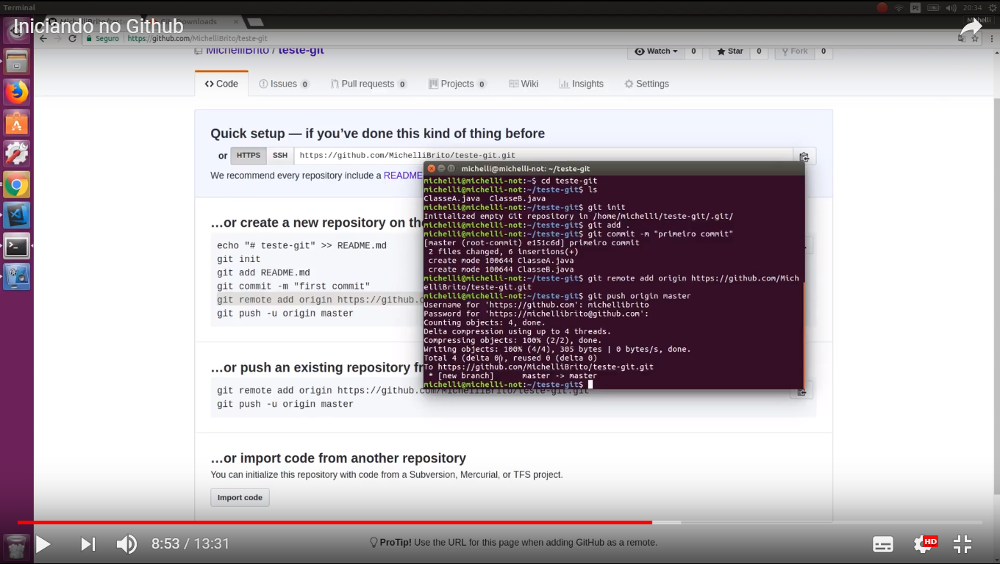 Terminal
Pt
20:34
Iniciando no Github
Downloads
Michelli
Seguro
https://github.com/MichelliBrito/teste-git
MichelliBrito / teste-git
Watch 0
Star 0
Fork 0
<> Code
Issues 0
Pull requests 0
Projects 0
Wiki
Insights
Settings
Quick setup — if you’ve done this kind of thing before
or HTTPS SSH https://github.com/MichelliBrito/teste-git.git
We recommend every repository include a README
…or create a new repository on the
echo "# teste-git" >> README.md
git init
git add README.md
git commit -m "first commit"
git remote add origin https://github.c
git push -u origin master
…or push an existing repository fr
git remote add origin https://github.com/MichelliBrito/teste-git.git
git push -u origin master
…or import code from another repository
You can initialize this repository with code from a Subversion, Mercurial, or TFS project.
Import code
michelli@michelli-not: ~/teste-git
michelli@michelli-not:~$ cd teste-git
michelli@michelli-not:~/teste-git$ ls
ClasseA.java  ClasseB.java
michelli@michelli-not:~/teste-git$ git init
Initialized empty Git repository in /home/michelli/teste-git/.git/
michelli@michelli-not:~/teste-git$ git add .
michelli@michelli-not:~/teste-git$ git commit -m "primeiro commit"
[master (root-commit) e151c6d] primeiro commit
 2 files changed, 6 insertions(+)
 create mode 100644 ClasseA.java
 create mode 100644 ClasseB.java
michelli@michelli-not:~/teste-git$ git remote add origin https://github.com/Mich
elliBrito/teste-git.git
michelli@michelli-not:~/teste-git$ git push origin master
Username for 'https://github.com': michellibrito
Password for 'https://michellibrito@github.com':
Counting objects: 4, done.
Delta compression using up to 4 threads.
Compressing objects: 100% (2/2), done.
Writing objects: 100% (4/4), 305 bytes | 0 bytes/s, done.
Total 4 (delta 0), reused 0 (delta 0)
To https://github.com/MichelliBrito/teste-git.git
 * [new branch]      master -> master
michelli@michelli-not:~/teste-git$
8:53 / 13:31
ProTip! Use the URL for this page when adding GitHub as a remote.
HD